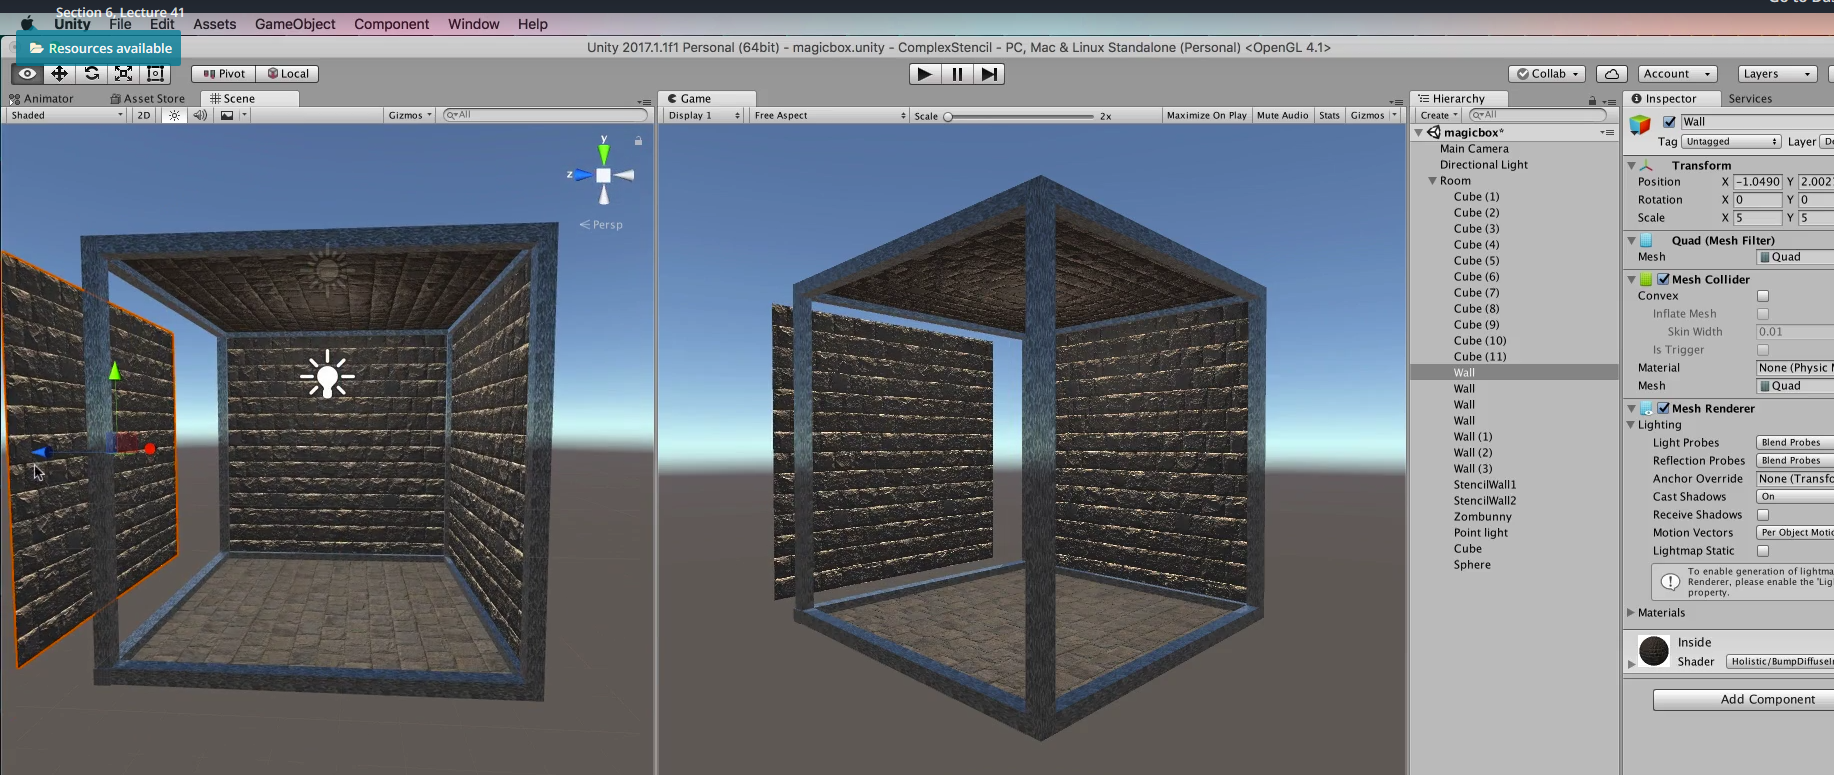 Section 6, Lecture 41
Unity File Edit Assets GameObject Component Window Help
Resources available
Unity 2017.1.1f1 Personal (64bit) - magicbox.unity - ComplexStencil - PC, Mac & Linux Standalone (Personal) <OpenGL 4.1>
Pivot Local
Collab Account Layers
Animator Asset Store Scene
Shaded 2D Gizmos All
y
z
Persp
Game
Display 1 Free Aspect Scale 2x Maximize On Play Mute Audio Stats Gizmos
Hierarchy
Create All
magicbox*
Main Camera
Directional Light
Room
Cube (1)
Cube (2)
Cube (3)
Cube (4)
Cube (5)
Cube (6)
Cube (7)
Cube (8)
Cube (9)
Cube (10)
Cube (11)
Wall
Wall
Wall
Wall
Wall (1)
Wall (2)
Wall (3)
StencilWall1
StencilWall2
Zombunny
Point light
Cube
Sphere
Inspector Services
Wall
Tag Untagged Layer De
Transform
Position X -1.0490 Y 2.002
Rotation X 0 Y 0
Scale X 5 Y 5
Quad (Mesh Filter)
Mesh Quad
Mesh Collider
Convex
Inflate Mesh
Skin Width 0.01
Is Trigger
Material None (Physic M
Mesh Quad
Mesh Renderer
Lighting
Light Probes Blend Probes
Reflection Probes Blend Probes
Anchor Override None (Transfo
Cast Shadows On
Receive Shadows
Motion Vectors Per Object Motio
Lightmap Static
To enable generation of lightma
Renderer, please enable the 'Lig
property.
Materials
Inside
Shader Holistic/BumpDiffuseIn
Add Component